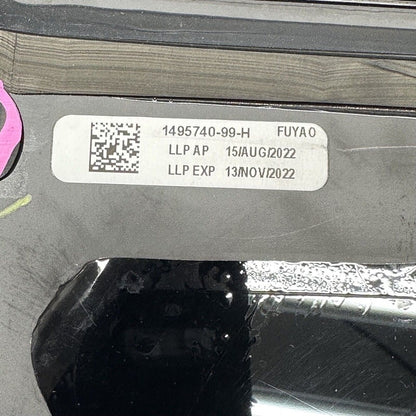 1495740-99-H FUYAO
LLP AP 15/AUG/2022
LLP EXP 13/NOV/2022